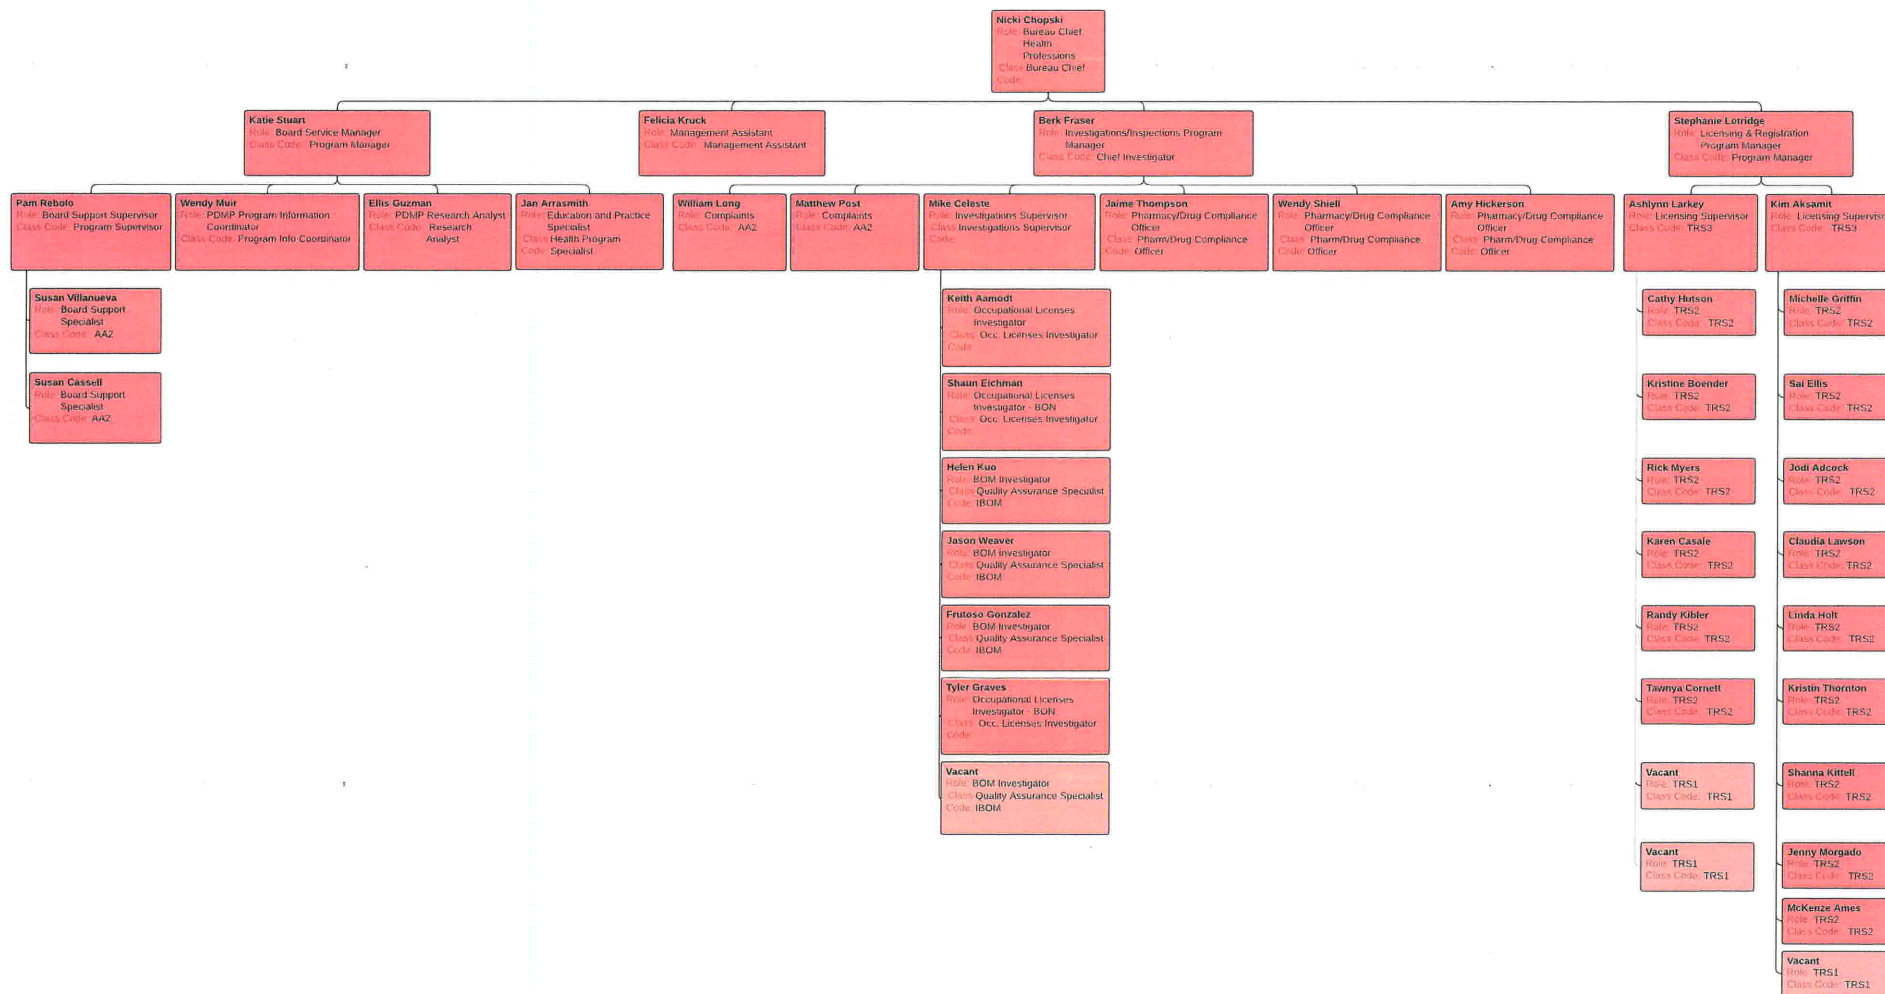 Nicki Chopski
Role: Bureau Chief
Health
Professions
Class Bureau Chief
Code:
Katie Stuart
Role: Board Service Manager
Class Code: Program Manager
Felicia Kruck
Role: Management Assistant
Class Code: Management Assistant
Berk Fraser
Role: Investigations/Inspections Program
Manager
Class Code: Chief Investigator
Stephanie Lotridge
Role: Licensing & Registration
Program Manager
Class Code: Program Manager
Pam Rebolo
Role: Board Support Supervisor
Class Code: Program Supervisor
Wendy Muir
Role: PDMP Program Information
Coordinator
Class Code: Program Info Coordinator
Ellis Guzman
Role: PDMP Research Analyst
Class Code: Research
Analyst
Jan Arrasmith
Role: Education and Practice
Specialist
Class Health Program
Code: Specialist
William Long
Role: Complaints
Class Code: AA2
Matthew Post
Role: Complaints
Class Code: AA2
Mike Celeste
Role: Investigations Supervisor
Class Investigations Supervisor
Code:
Jaime Thompson
Role: Pharmacy/Drug Compliance
Officer
Class: Pharm/Drug Compliance
Code: Officer
Wendy Shiell
Role: Pharmacy/Drug Compliance
Officer
Class: Pharm/Drug Compliance
Code: Officer
Amy Hickerson
Role: Pharmacy/Drug Compliance
Officer
Class: Pharm/Drug Compliance
Code: Officer
Ashlynn Larkey
Role: Licensing Supervisor
Class Code: TRS3
Kim Aksamit
Role: Licensing Superviso
Class Code: TRS3
Susan Villanueva
Role: Board Support
Specialist
Class Code: AA2
Susan Cassell
Role: Board Support
Specialist
Class Code: AA2
Keith Aamodt
Role: Occupational Licenses
Investigator
Class: Occ. Licenses Investigator
Code:
Shaun Eichman
Role: Occupational Licenses
Investigator - BON
Class: Occ. Licenses Investigator
Code:
Helen Kuo
Role: BOM Investigator
Class Quality Assurance Specialist
Code: IBOM
Jason Weaver
Role: BOM Investigator
Class Quality Assurance Specialist
Code: IBOM
Frutoso Gonzalez
Role: BOM Investigator
Class Quality Assurance Specialist
Code: IBOM
Tyler Graves
Role: Occupational Licenses
Investigator - BON
Class: Occ. Licenses Investigator
Code:
Vacant
Role: BOM Investigator
Class Quality Assurance Specialist
Code: IBOM
Cathy Hutson
Role: TRS2
Class Code: TRS2
Kristine Boender
Role: TRS2
Class Code: TRS2
Rick Myers
Role: TRS2
Class Code: TRS2
Karen Casale
Role: TRS2
Class Code: TRS2
Randy Kibler
Role: TRS2
Class Code: TRS2
Tawnya Cornett
Role: TRS2
Class Code: TRS2
Vacant
Role: TRS1
Class Code: TRS1
Vacant
Role: TRS1
Class Code: TRS1
Michelle Griffin
Role: TRS2
Class Code: TRS2
Sai Ellis
Role: TRS2
Class Code: TRS2
Jodi Adcock
Role: TRS2
Class Code: TRS2
Claudia Lawson
Role: TRS2
Class Code: TRS2
Linda Holt
Role: TRS2
Class Code: TRS2
Kristin Thornton
Role: TRS2
Class Code: TRS2
Shanna Kittell
Role: TRS2
Class Code: TRS2
Jenny Morgado
Role: TRS2
Class Code: TRS2
McKenze Ames
Role: TRS2
Class Code: TRS2
Vacant
Role: TRS1
Class Code: TRS1